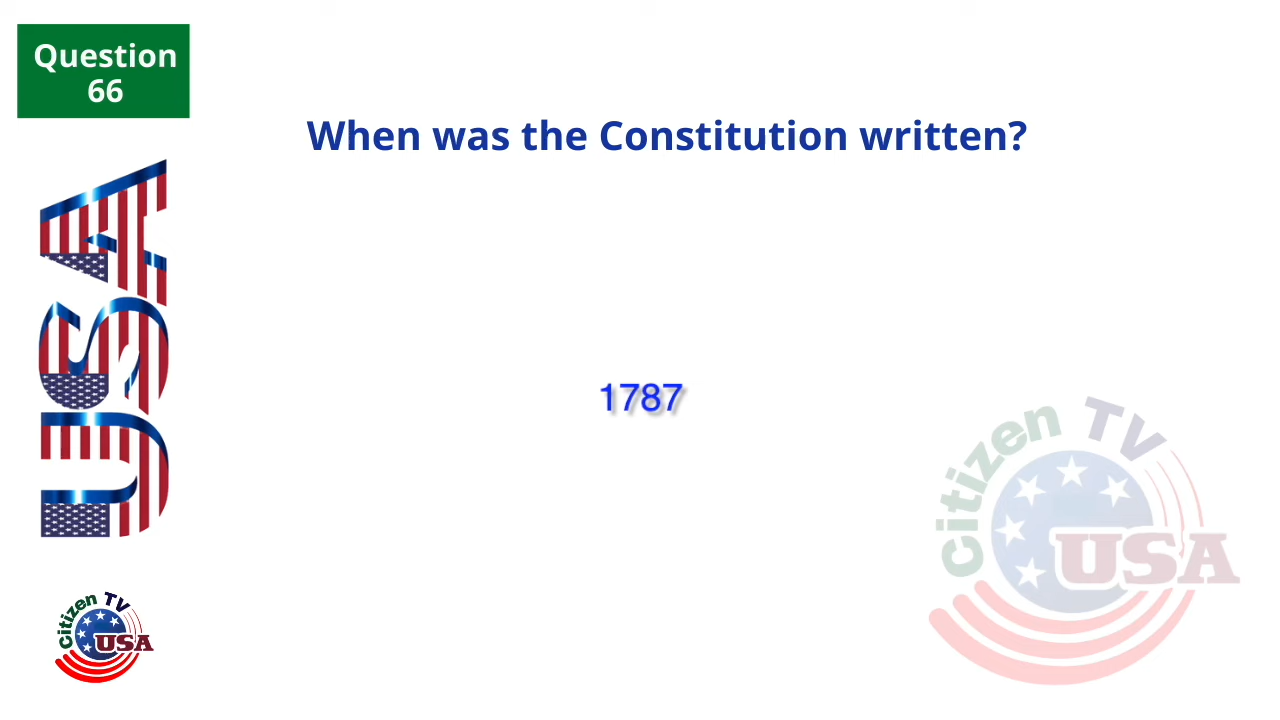 Question
66
When was the Constitution written?
USA
1787
Citizen TV
USA
Citizen TV
USA